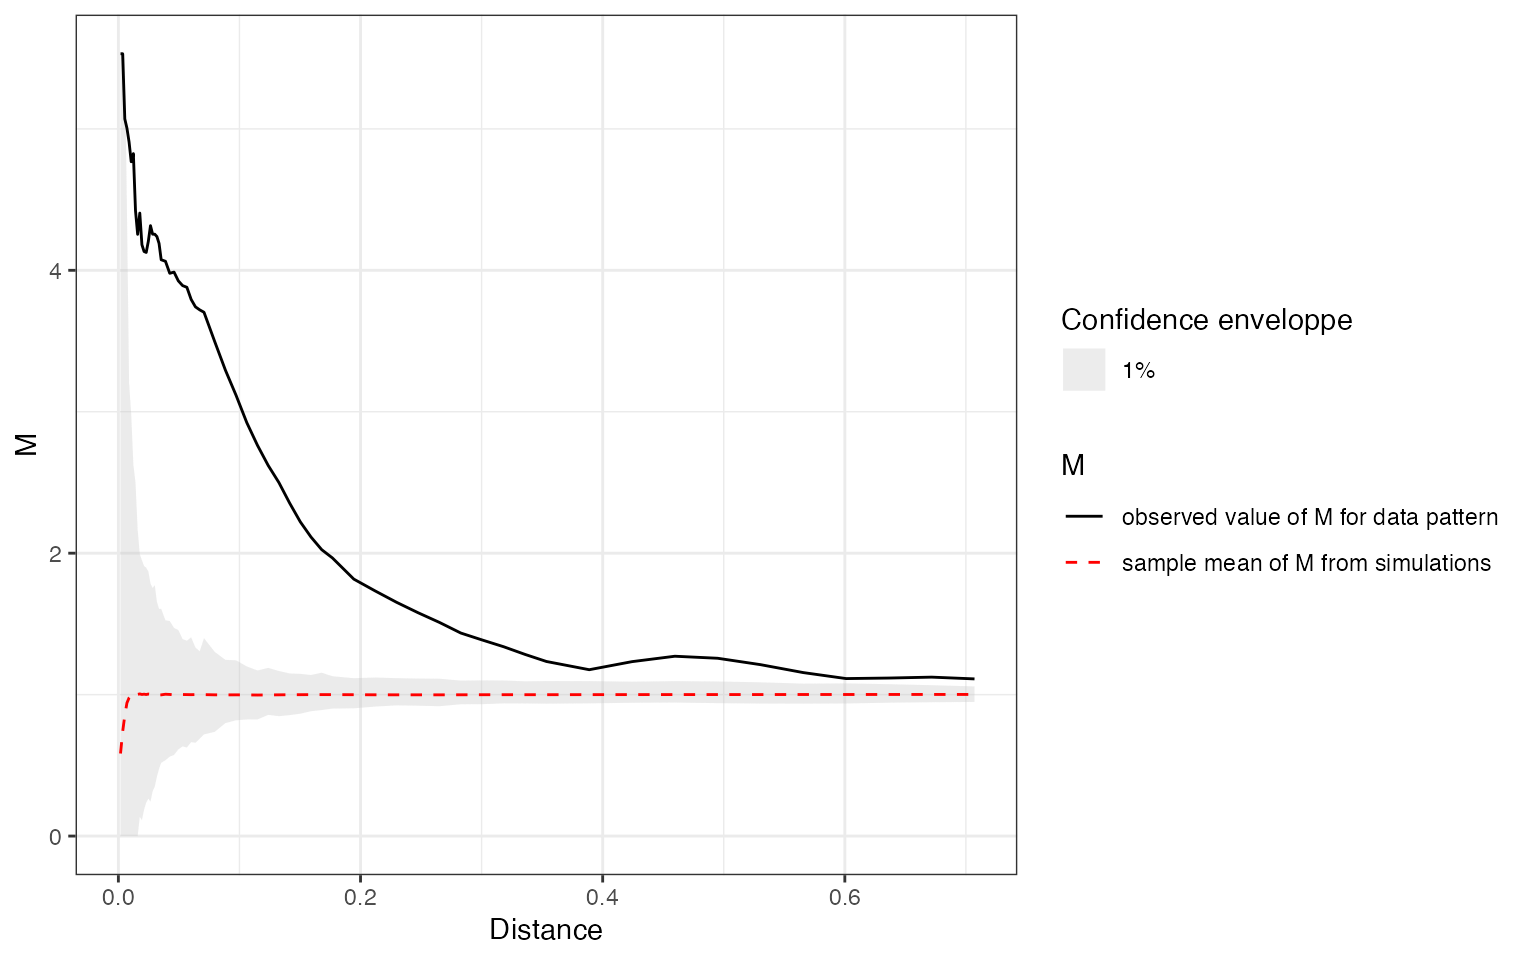 M
4
2
0
0.0
0.2
0.4
0.6
Distance
Confidence enveloppe
1%
M
observed value of M for data pattern
sample mean of M from simulations